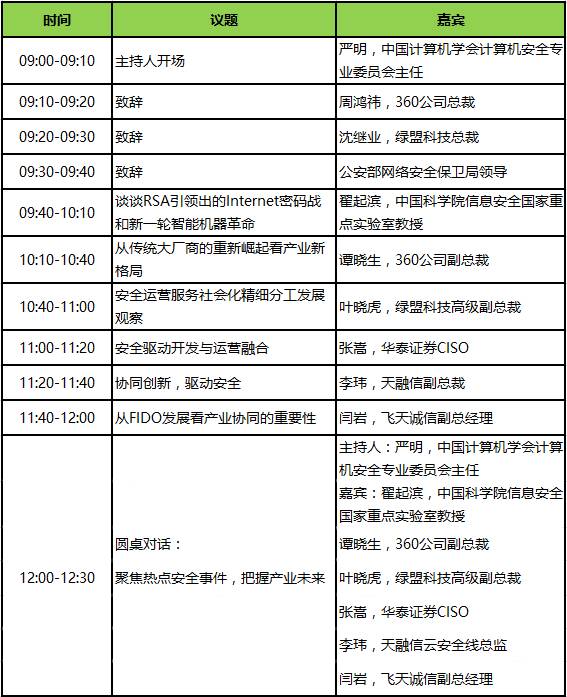 时间 议题 嘉宾
09:00-09:10 主持人开场 严明，中国计算机学会计算机安全专
业委员会主任
09:10-09:20 致辞 周鸿祎，360公司总裁
09:20-09:30 致辞 沈继业，绿盟科技总裁
09:30-09:40 致辞 公安部网络安全保卫局领导
09:40-10:10 谈谈RSA引领出的Internet密码战
和新一轮智能机器革命
翟起滨，中国科学院信息安全国家重
点实验室教授
10:10-10:40 从传统大厂商的重新崛起看产业新
格局
谭晓生，360公司副总裁
10:40-11:00 安全运营服务社会化精细分工发展
观察
叶晓虎，绿盟科技高级副总裁
11:00-11:20 安全驱动开发与运营融合 张嵩，华泰证券CISO
11:20-11:40 协同创新，驱动安全 李玮，天融信副总裁
11:40-12:00 从FIDO发展看产业协同的重要性 闫岩，飞天诚信副总经理
12:00-12:30 圆桌对话：
聚焦热点安全事件，把握产业未来
主持人：严明，中国计算机学会计算
机安全专业委员会主任
嘉宾：翟起滨，中国科学院信息安全
国家重点实验室教授
谭晓生，360公司副总裁
叶晓虎，绿盟科技高级副总裁
张嵩，华泰证券CISO
李玮，天融信云安全线总监
闫岩，飞天诚信副总经理